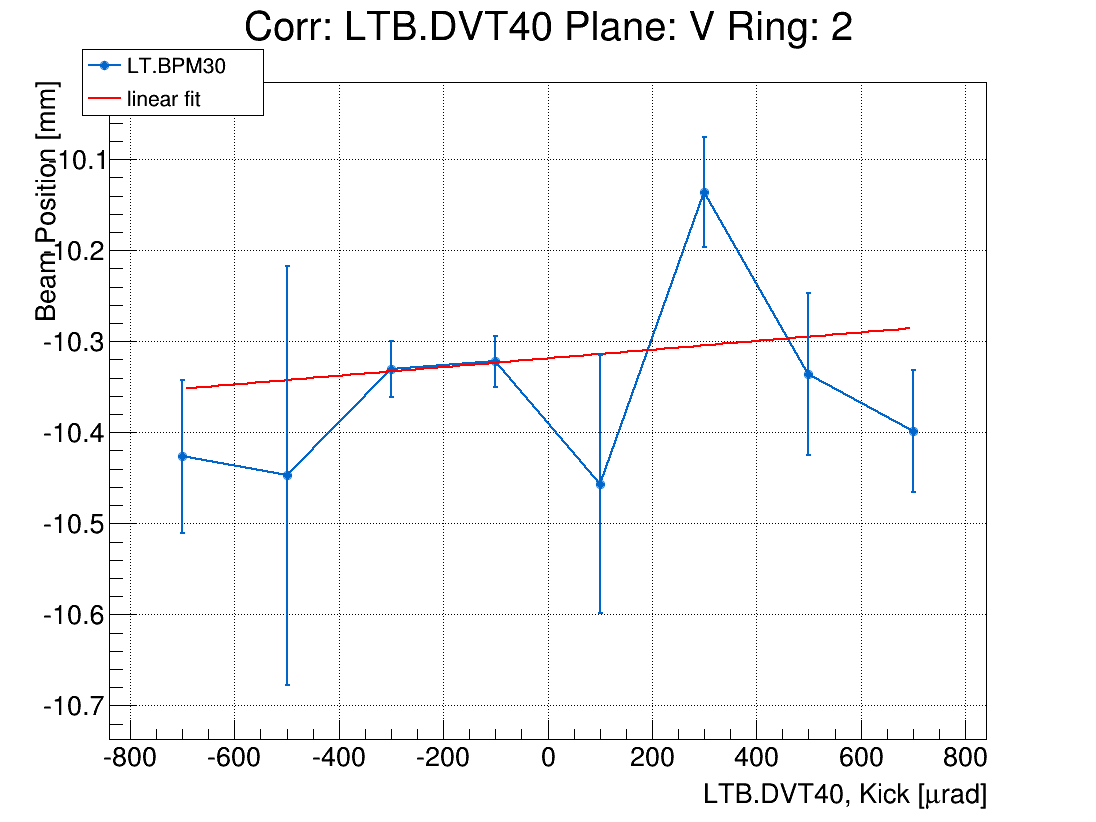 Corr: LTB.DVT40 Plane: V Ring: 2
LT.BPM30
linear fit
Beam Position [mm]
-10.1
-10.2
-10.3
-10.4
-10.5
-10.6
-10.7
-800 -600 -400 -200 0 200 400 600 800
LTB.DVT40, Kick [μrad]